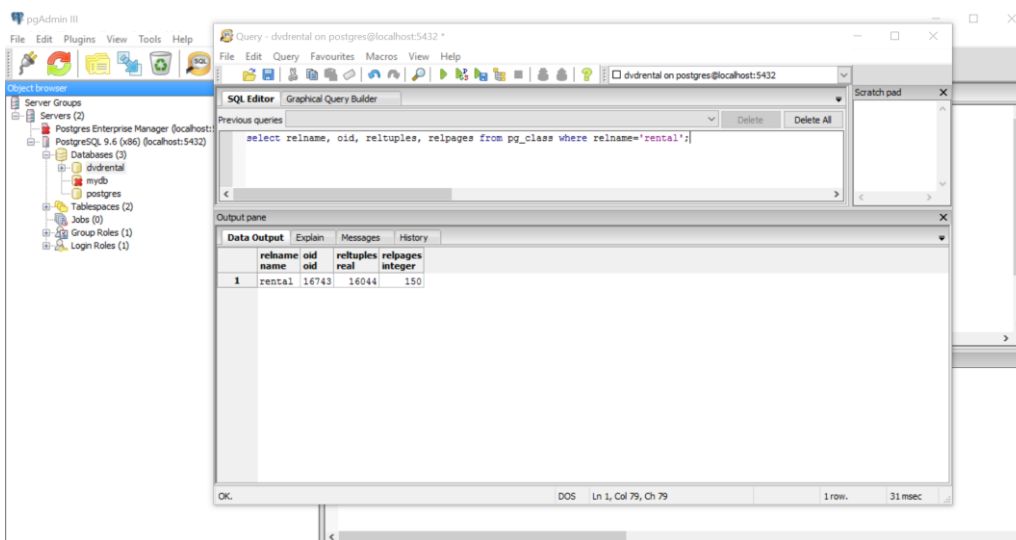 pgAdmin III
File Edit Plugins View Tools Help
SQL
Object browser
Server Groups
Servers (2)
Postgres Enterprise Manager (localhost:5
PostgreSQL 9.6 (x86) (localhost:5432)
Databases (3)
dvdrental
mydb
postgres
Tablespaces (2)
Jobs (0)
Group Roles (1)
Login Roles (1)
Query - dvdrental on postgres@localhost:5432 *
File Edit Query Favourites Macros View Help
dvdrental on postgres@localhost:5432
SQL Editor Graphical Query Builder
Previous queries Delete Delete All
select relname, oid, reltuples, relpages from pg_class where relname='rental';
Scratch pad
Output pane
Data Output Explain Messages History
relname oid reltuples relpages
name oid real integer
1 rental 16743 16044 150
OK. DOS Ln 1, Col 79, Ch 79 1 row. 31 msec